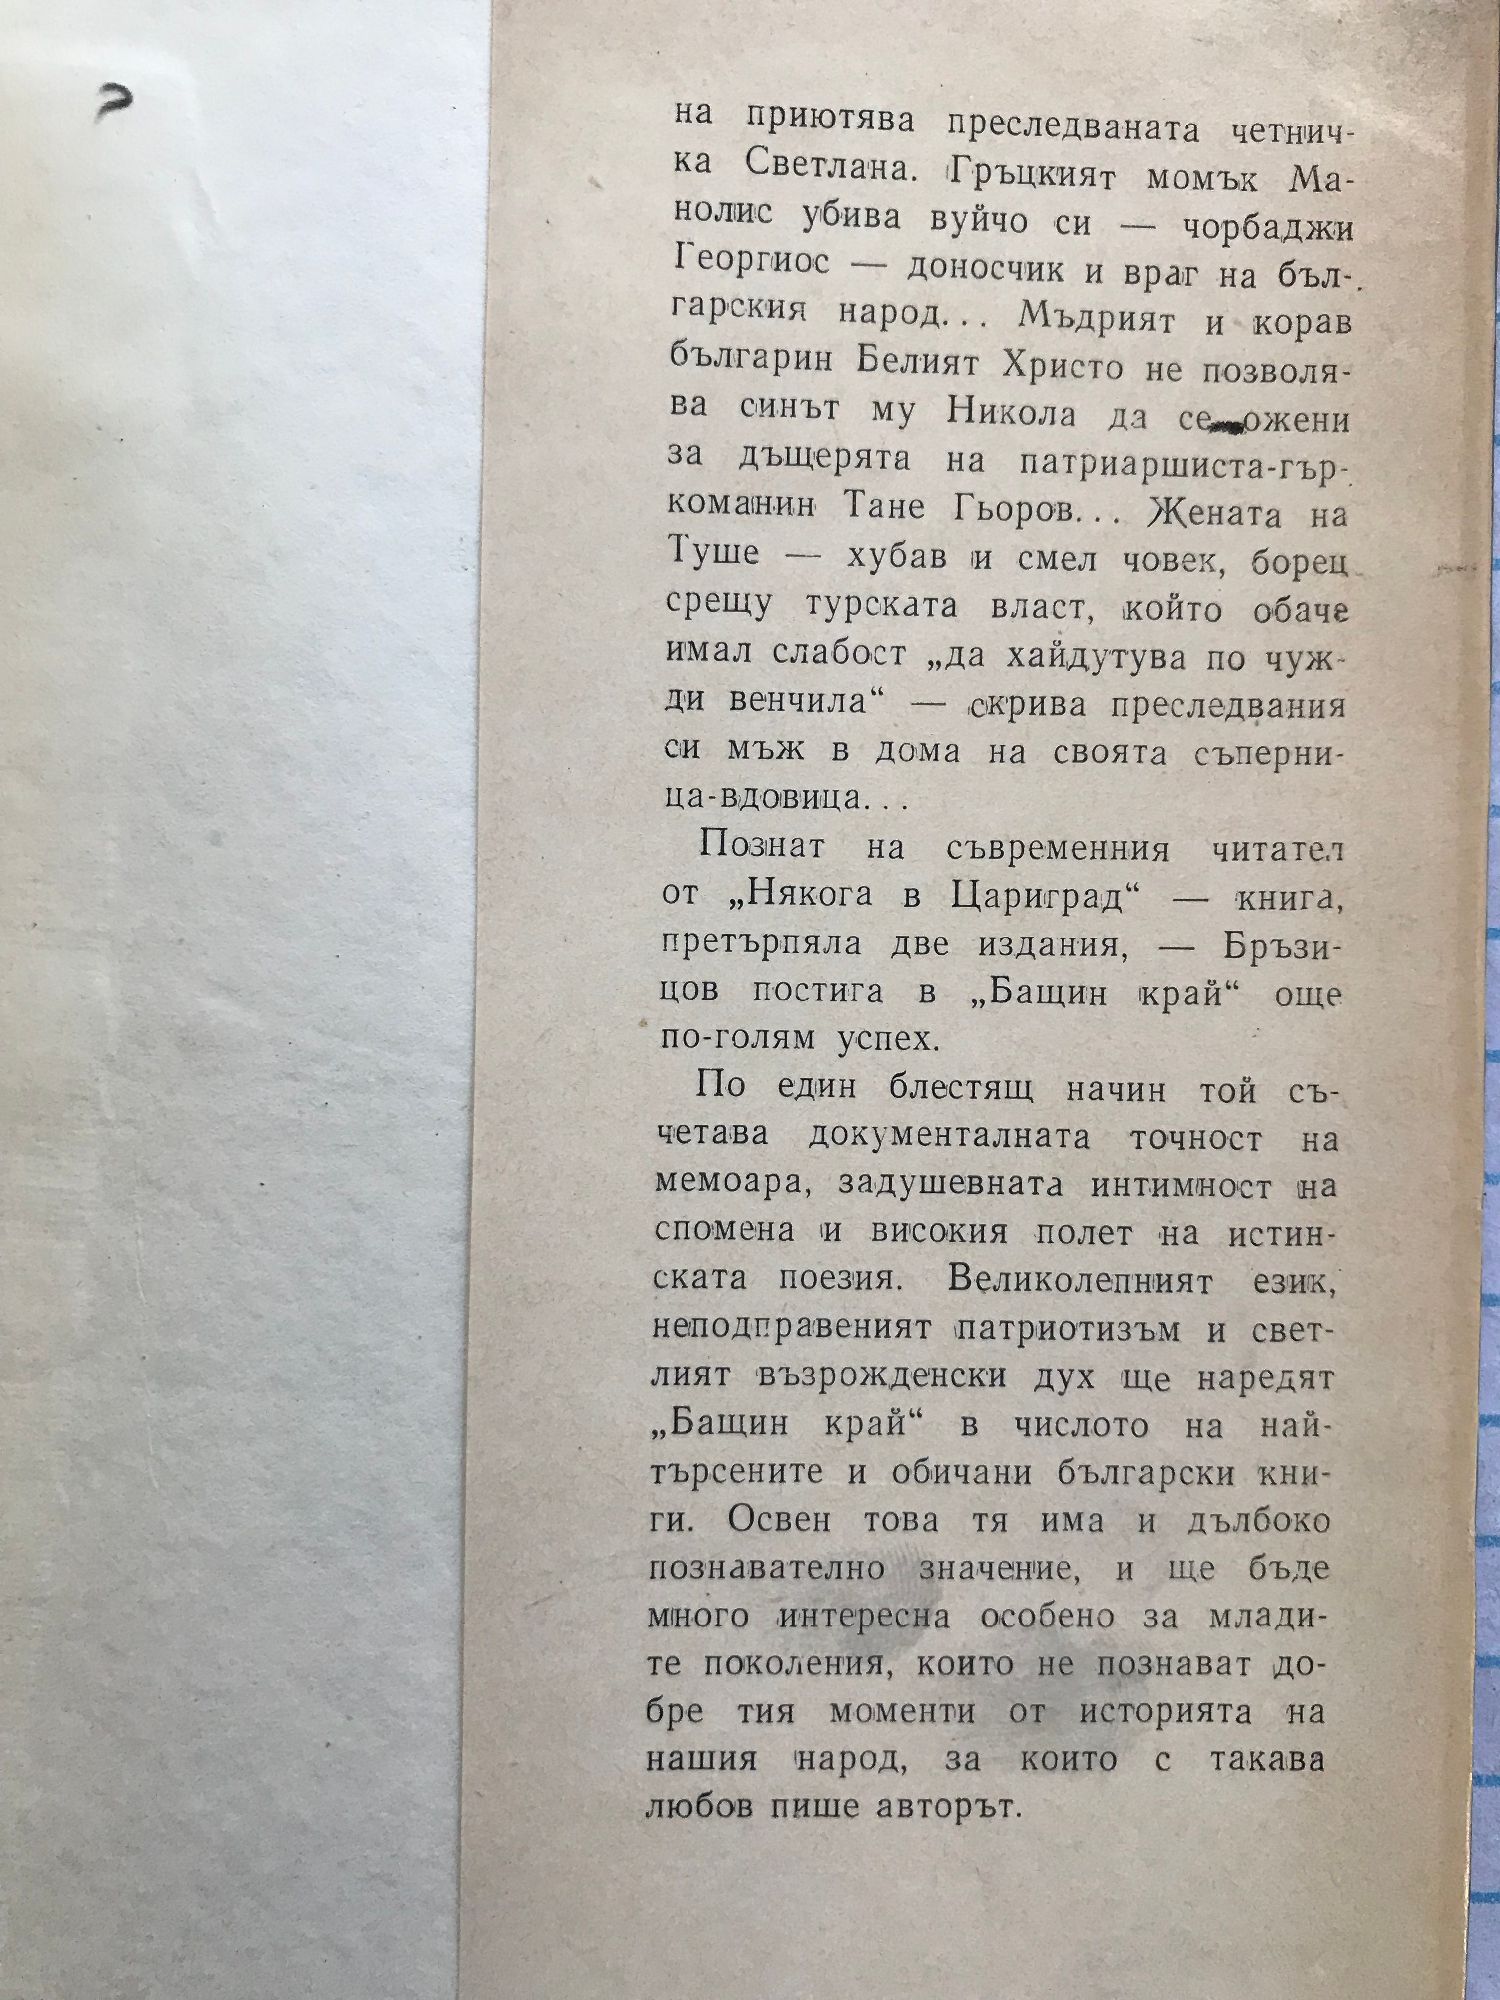 на приютява преследваната четнич-
ка Светлана. Гръцкият момък Ма-
нолис убива вуйчо си — чорбаджи
Георгиос — доносчик и враг на бъл-
гарския народ... Мъдрият и корав
българин Белият Христо не позволя-
ва синът му Никола да се ожени
за дъщерята на патриаршиста-гър-
команин Тане Гьоров... Жената на
Туше — хубав и смел човек, борец
срещу турската власт, който обаче
имал слабост „да хайдутува по чуж-
ди венчила“ — скрива преследвания
си мъж в дома на своята съперни-
ца-вдовица...
Познат на съвременния читател
от „Някога в Цариград“ — книга,
претърпяла две издания, — Бръзи-
цов постига в „Бащин край“ още
по-голям успех.
По един блестящ начин той съ-
четава документалната точност на
мемоара, задушевната интимност на
спомена и високия полет на истин-
ската поезия. Великолепният език,
неподправеният патриотизъм и свет-
лият възрожденски дух ще наредят
„Бащин край“ в числото на най-
търсените и обичани български кни-
ги. Освен това тя има и дълбоко
познавателно значение, и ще бъде
много интересна особено за млади-
те поколения, които не познават до-
бре тия моменти от историята на
нашия народ, за които с такава
любов пише авторът.